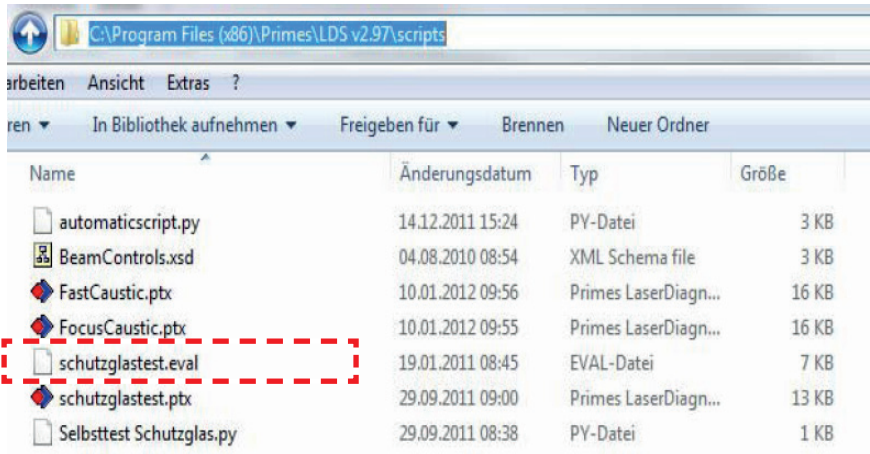 C:\Program Files (x86)\Primes\LDS v2.97\scripts
arbeiten Ansicht Extras ?
ren In Bibliothek aufnehmen Freigeben für Brennen Neuer Ordner
Name Änderungsdatum Typ Größe
automaticscript.py 14.12.2011 15:24 PY-Datei 3 KB
BeamControls.xsd 04.08.2010 08:54 XML Schema file 3 KB
FastCaustic.ptx 10.01.2012 09:56 Primes LaserDiagn... 16 KB
FocusCaustic.ptx 10.01.2012 09:55 Primes LaserDiagn... 16 KB
schutzglastest.eval 19.01.2011 08:45 EVAL-Datei 7 KB
schutzglastest.ptx 29.09.2011 09:00 Primes LaserDiagn... 13 KB
Selbsttest Schutzglas.py 29.09.2011 08:38 PY-Datei 1 KB